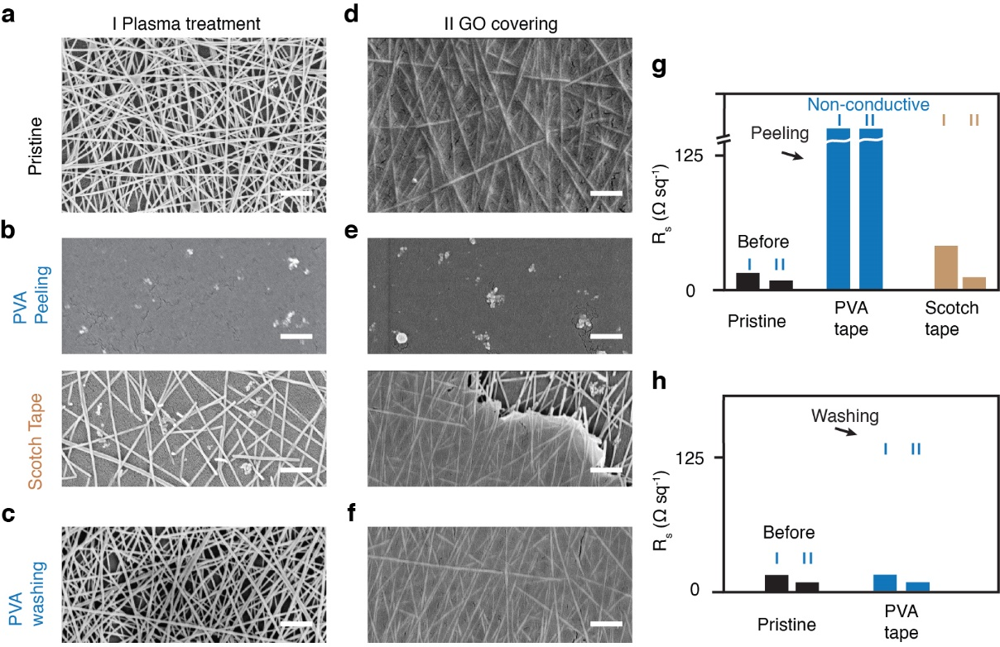 a
I Plasma treatment
Pristine
b
PVA
Peeling
Scotch Tape
c
PVA
washing
d
II GO covering
e
f
g
Non-conductive
I II
I II
Peeling
125
Before
I II
0
Rs (Ω sq-1)
Pristine
PVA
tape
Scotch
tape
h
Washing
I II
125
Before
I II
0
Rs (Ω sq-1)
Pristine
PVA
tape